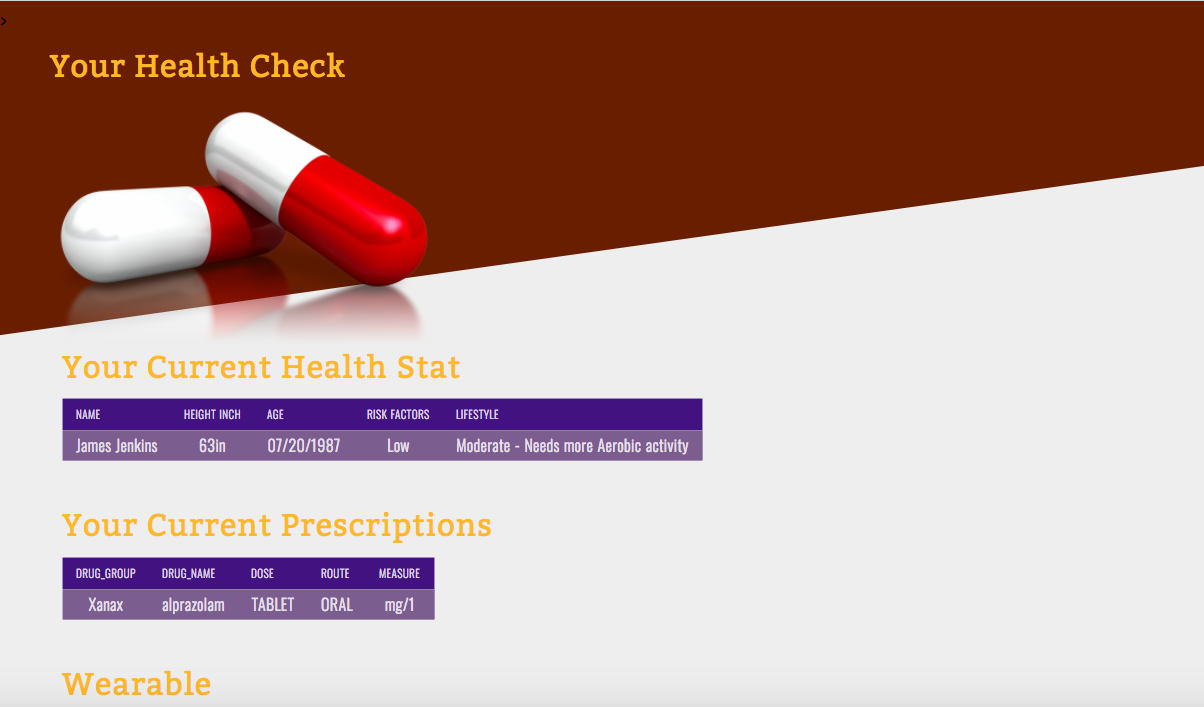 >
Your Health Check
Your Current Health Stat
NAME HEIGHT INCH AGE RISK FACTORS LIFESTYLE
James Jenkins 63in 07/20/1987 Low Moderate - Needs more Aerobic activity
Your Current Prescriptions
DRUG_GROUP DRUG_NAME DOSE ROUTE MEASURE
Xanax alprazolam TABLET ORAL mg/1
Wearable